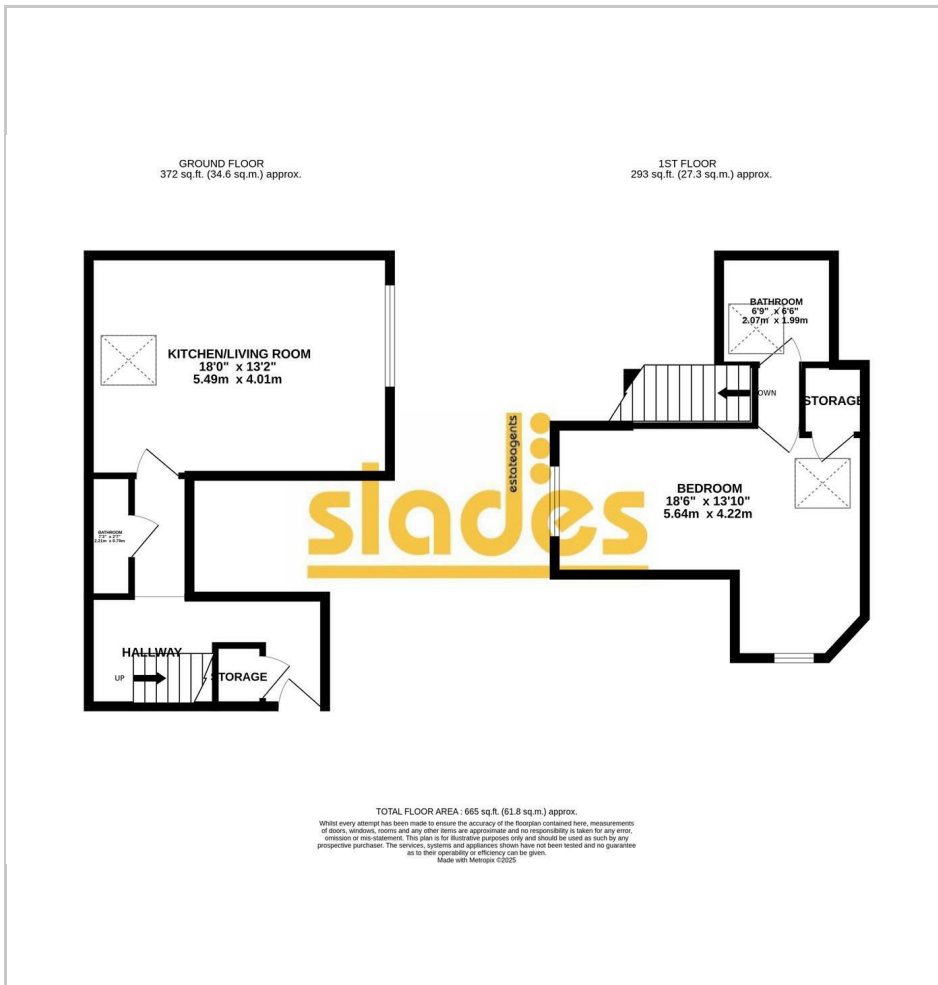 GROUND FLOOR
372 sq.ft. (34.6 sq.m.) approx.
1ST FLOOR
293 sq.ft. (27.3 sq.m.) approx.
KITCHEN/LIVING ROOM
18'0" x 13'2"
5.49m x 4.01m
BATHROOM
7'3" x 2'7"
2.21m x 0.79m
HALLWAY
UP
STORAGE
BATHROOM
6'9" x 6'6"
2.07m x 1.99m
DOWN
STORAGE
BEDROOM
18'6" x 13'10"
5.64m x 4.22m
slades
estateagents
TOTAL FLOOR AREA : 665 sq.ft. (61.8 sq.m.) approx.
Whilst every attempt has been made to ensure the accuracy of the floorplan contained here, measurements
of doors, windows, rooms and any other items are approximate and no responsibility is taken for any error,
omission or mis-statement. This plan is for illustrative purposes only and should be used as such by any
prospective purchaser. The services, systems and appliances shown have not been tested and no guarantee
as to their operability or efficiency can be given.
Made with Metropix ©2025